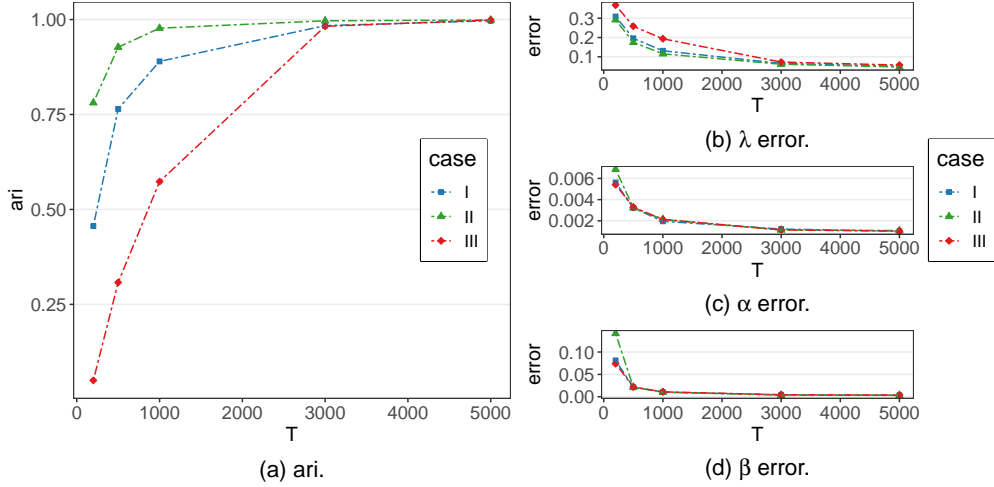 1.00
0.75
0.50
0.25
ari
0 1000 2000 3000 4000 5000
T
(a) ari.
case
I
II
III
0.3
0.2
0.1
error
0 1000 2000 3000 4000 5000
T
(b) λ error.
0.006
0.004
0.002
error
0 1000 2000 3000 4000 5000
T
(c) α error.
0.10
0.05
0.00
error
0 1000 2000 3000 4000 5000
T
(d) β error.
case
I
II
III